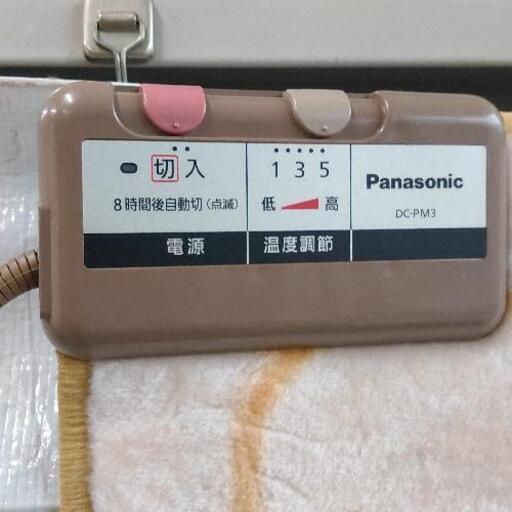 切 入
8時間後自動切（点滅）
電源
1 3 5
低 高
温度調節
Panasonic
DC-PM3